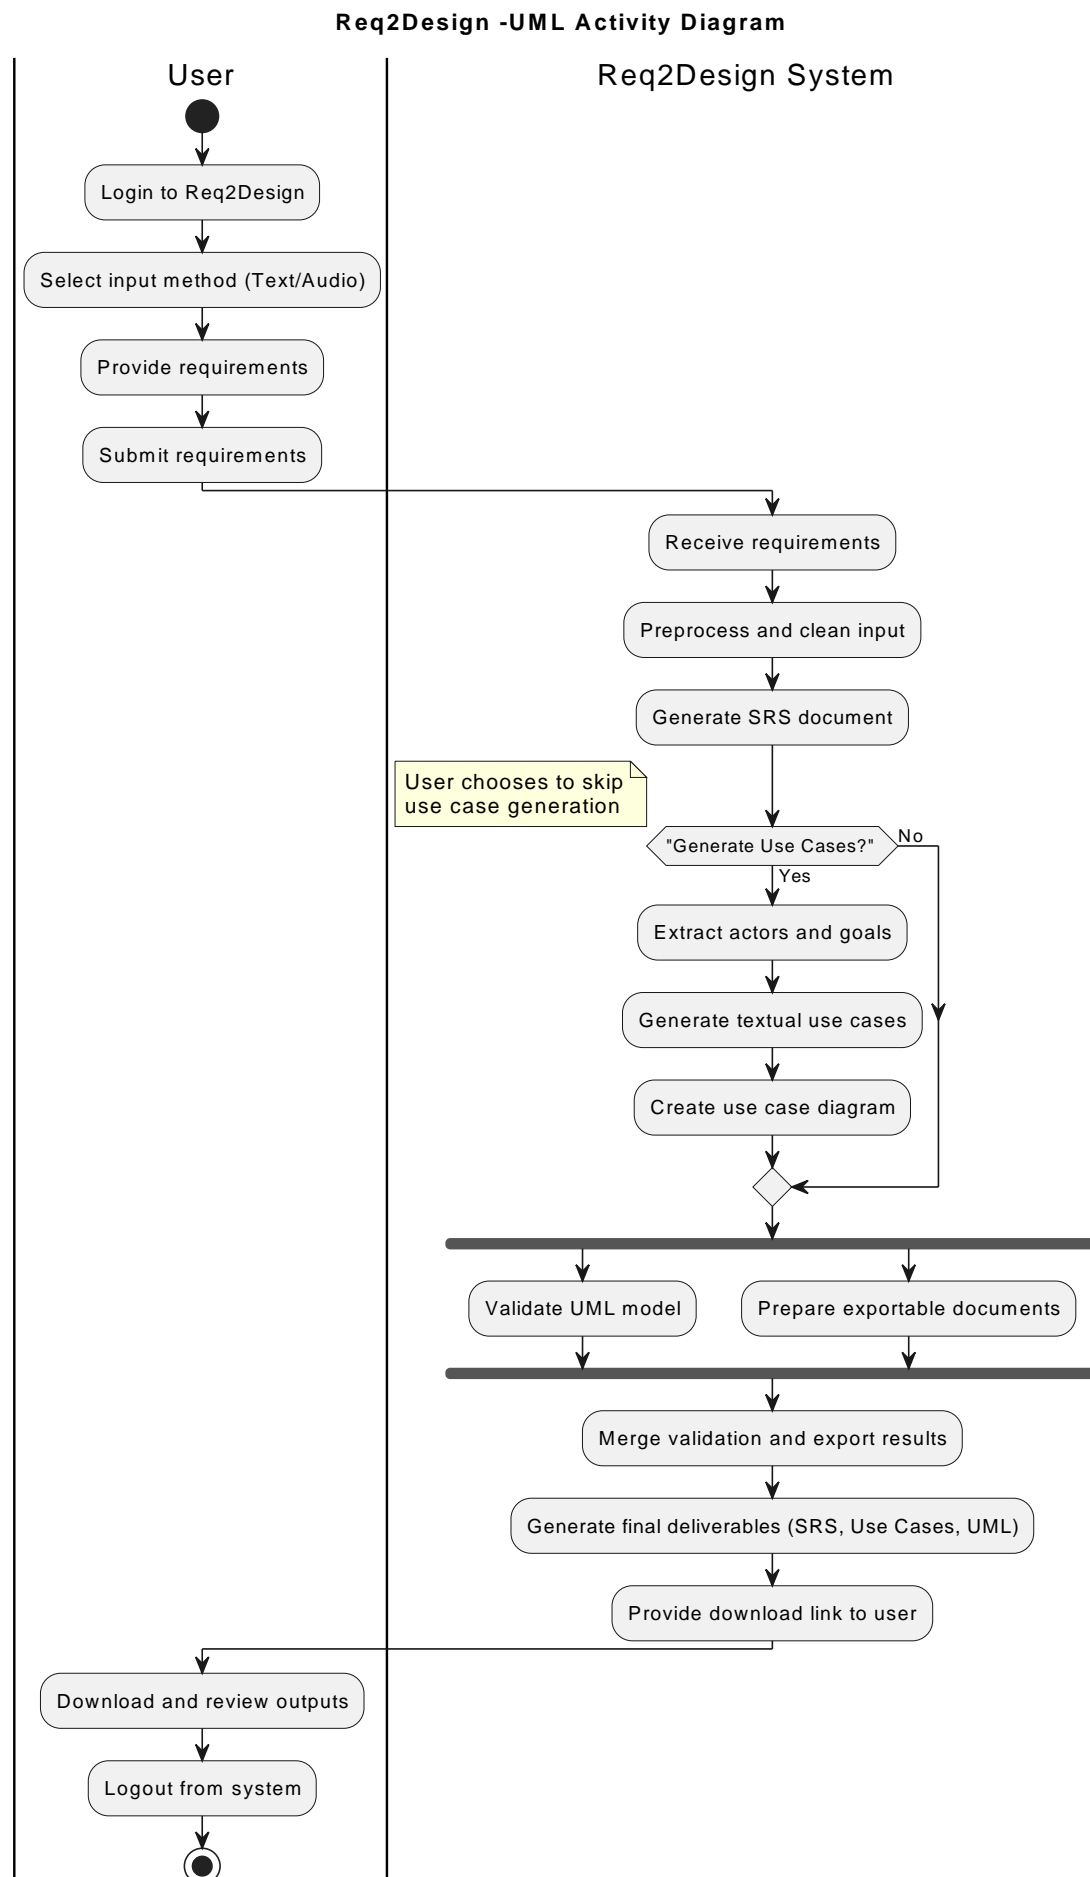 Req2Design -UML Activity Diagram
User
Req2Design System
Login to Req2Design
Select input method (Text/Audio)
Provide requirements
Submit requirements
Receive requirements
Preprocess and clean input
Generate SRS document
User chooses to skip
use case generation
"Generate Use Cases?"
No
Yes
Extract actors and goals
Generate textual use cases
Create use case diagram
Validate UML model
Prepare exportable documents
Merge validation and export results
Generate final deliverables (SRS, Use Cases, UML)
Provide download link to user
Download and review outputs
Logout from system